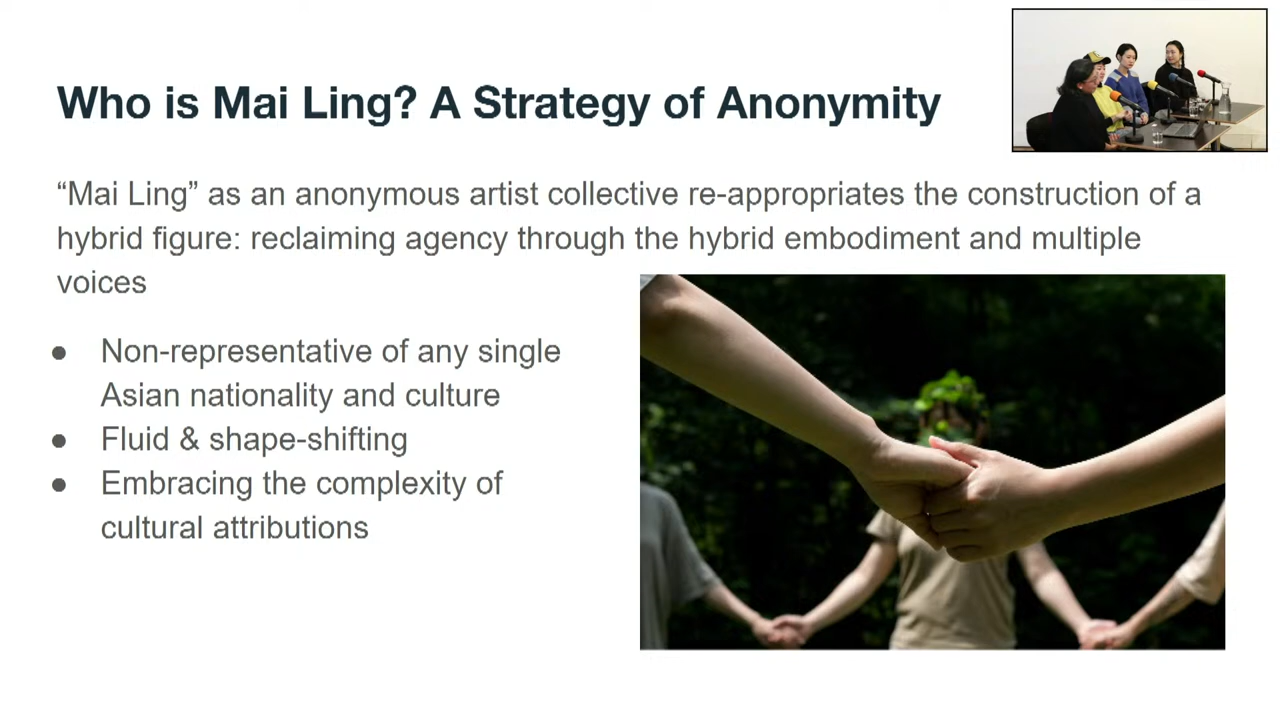 Who is Mai Ling? A Strategy of Anonymity
“Mai Ling” as an anonymous artist collective re-appropriates the construction of a
hybrid figure: reclaiming agency through the hybrid embodiment and multiple
voices
● Non-representative of any single
Asian nationality and culture
● Fluid & shape-shifting
● Embracing the complexity of
cultural attributions